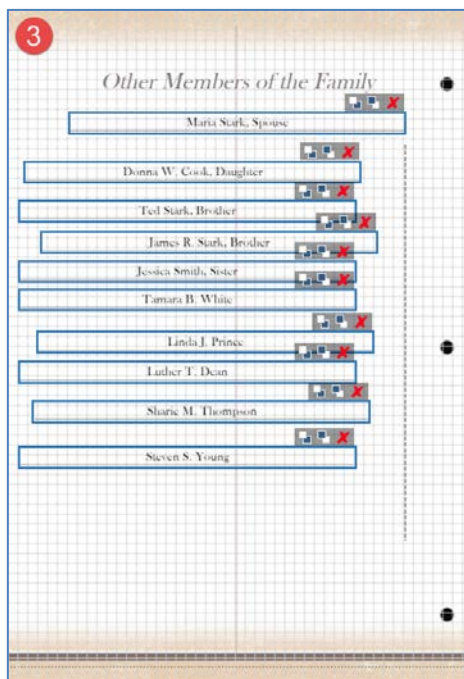 3
Other Members of the Family
Maria Stark, Spouse
Donna W. Cook, Daughter
Ted Stark, Brother
James R. Stark, Brother
Jessica Smith, Sister
Tamara B. White
Linda J. Prince
Luther T. Dean
Sharie M. Thompson
Steven S. Young